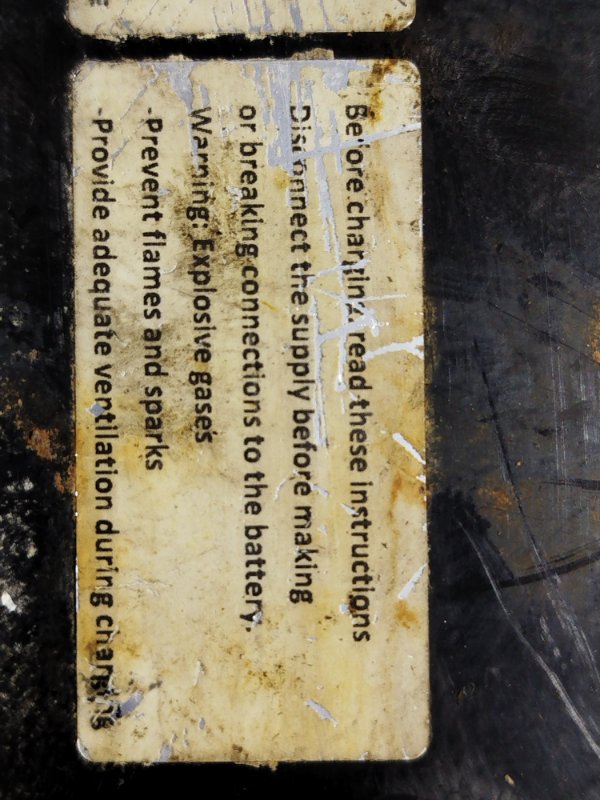 Before charging, read these instructions
Disconnect the supply before making
or breaking connections to the battery.
Warning: Explosive gases
-Prevent flames and sparks
-Provide adequate ventilation during charging